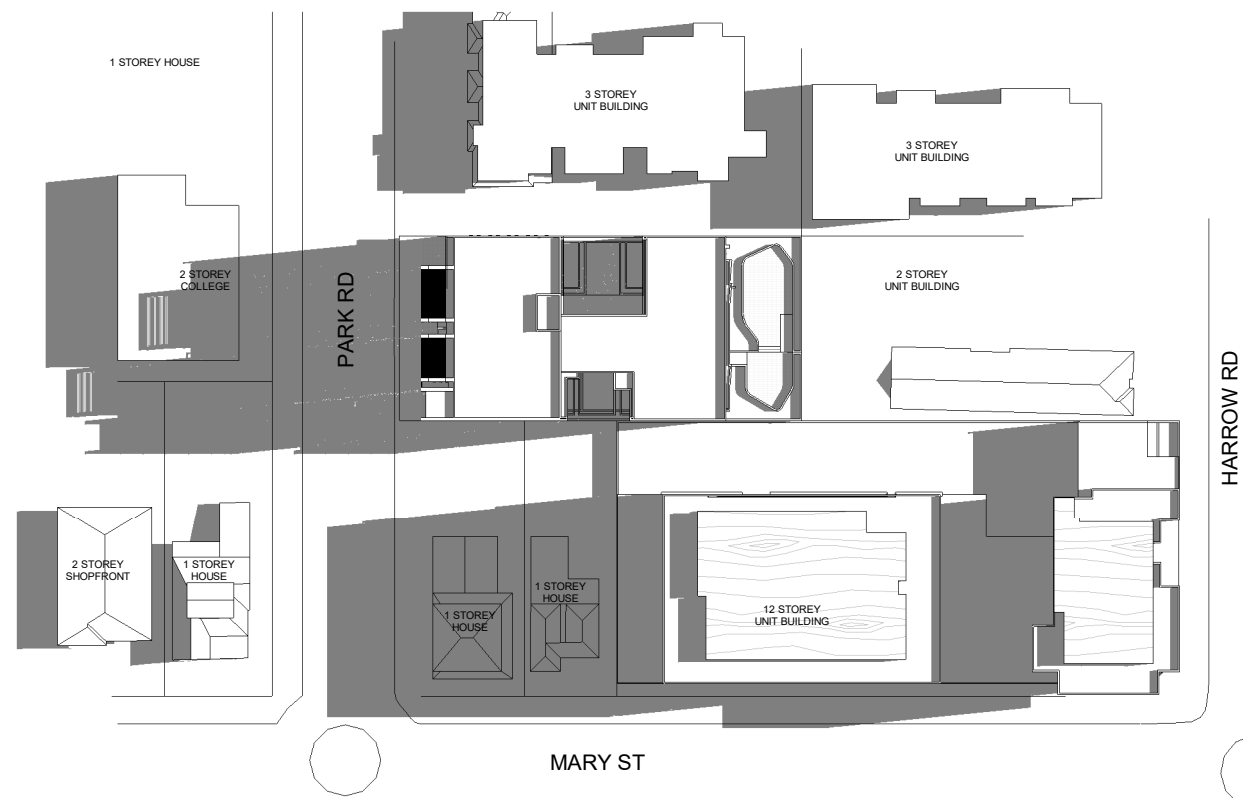 1 STOREY HOUSE
3 STOREY
UNIT BUILDING
3 STOREY
UNIT BUILDING
2 STOREY
COLLEGE
PARK RD
2 STOREY
UNIT BUILDING
HARROW RD
2 STOREY
SHOPFRONT
1 STOREY
HOUSE
1 STOREY
HOUSE
1 STOREY
HOUSE
12 STOREY
UNIT BUILDING
MARY ST